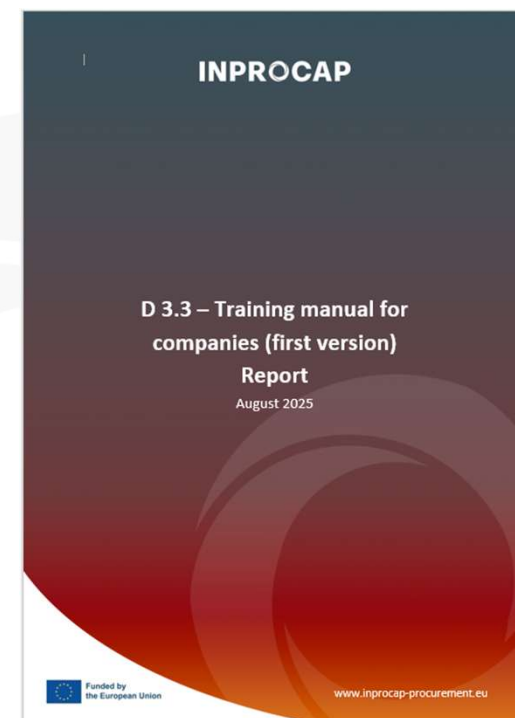 INPROCAP
D 3.3 – Training manual for
companies (first version)
Report
August 2025
Funded by
the European Union
www.inprocap-procurement.eu